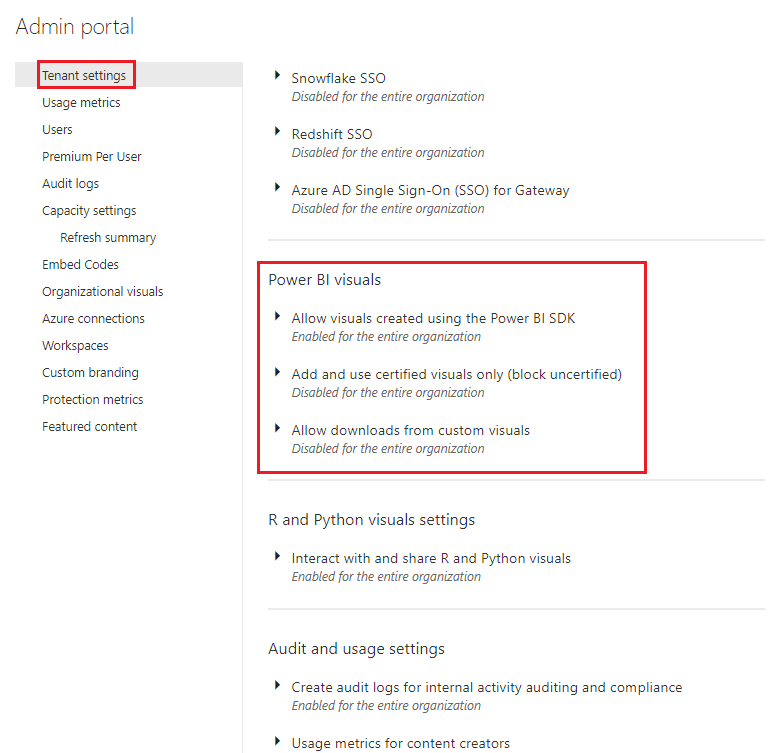 Admin portal
Tenant settings
Usage metrics
Users
Premium Per User
Audit logs
Capacity settings
Refresh summary
Embed Codes
Organizational visuals
Azure connections
Workspaces
Custom branding
Protection metrics
Featured content
Snowflake SSO
Disabled for the entire organization
Redshift SSO
Disabled for the entire organization
Azure AD Single Sign-On (SSO) for Gateway
Disabled for the entire organization
Power BI visuals
Allow visuals created using the Power BI SDK
Enabled for the entire organization
Add and use certified visuals only (block uncertified)
Disabled for the entire organization
Allow downloads from custom visuals
Disabled for the entire organization
R and Python visuals settings
Interact with and share R and Python visuals
Enabled for the entire organization
Audit and usage settings
Create audit logs for internal activity auditing and compliance
Enabled for the entire organization
Usage metrics for content creators